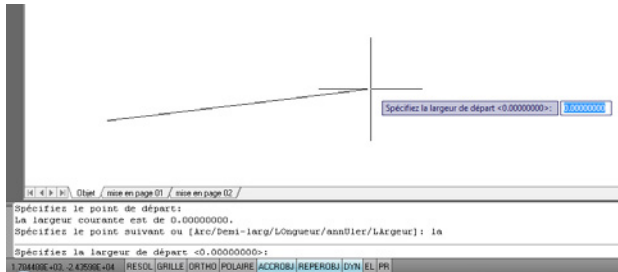 Spécifiez la largeur de départ <0.00000000>: 0.00000000
Objet / mise en page 01 / mise en page 02 /
Spécifiez le point de départ:
La largeur courante est de 0.00000000.
Spécifiez le point suivant ou [Arc/Demi-larg/LOngueur/annUler/LArgeur]: la
Spécifiez la largeur de départ <0.00000000>:
RESOL GRILLE ORTHO POLAIRE ACCROBJ REPEROBJ DYN EL PR